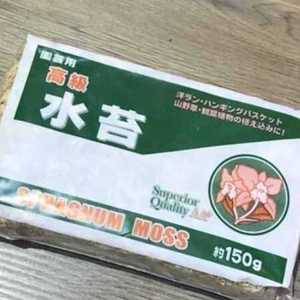 園芸用
高級
水苔
洋ラン・ハンギングバスケット
山野草・観葉植物の植え込みに!
Superior
Quality AA
SPHAGNUM MOSS
約150g